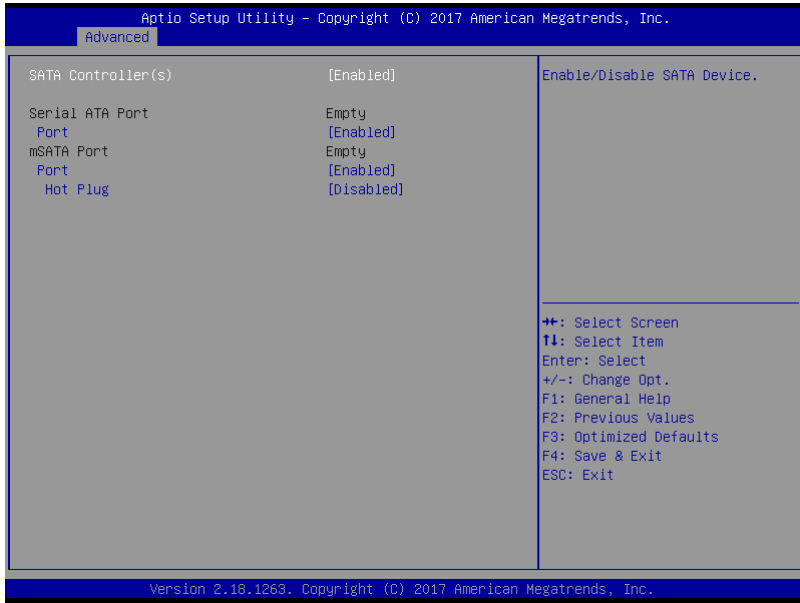 Aptio Setup Utility – Copyright (C) 2017 American Megatrends, Inc.
Advanced
SATA Controller(s) [Enabled]
Serial ATA Port Empty
Port [Enabled]
mSATA Port Empty
Port [Enabled]
Hot Plug [Disabled]
Enable/Disable SATA Device.
→←: Select Screen
↑↓: Select Item
Enter: Select
+/-: Change Opt.
F1: General Help
F2: Previous Values
F3: Optimized Defaults
F4: Save & Exit
ESC: Exit
Version 2.18.1263. Copyright (C) 2017 American Megatrends, Inc.